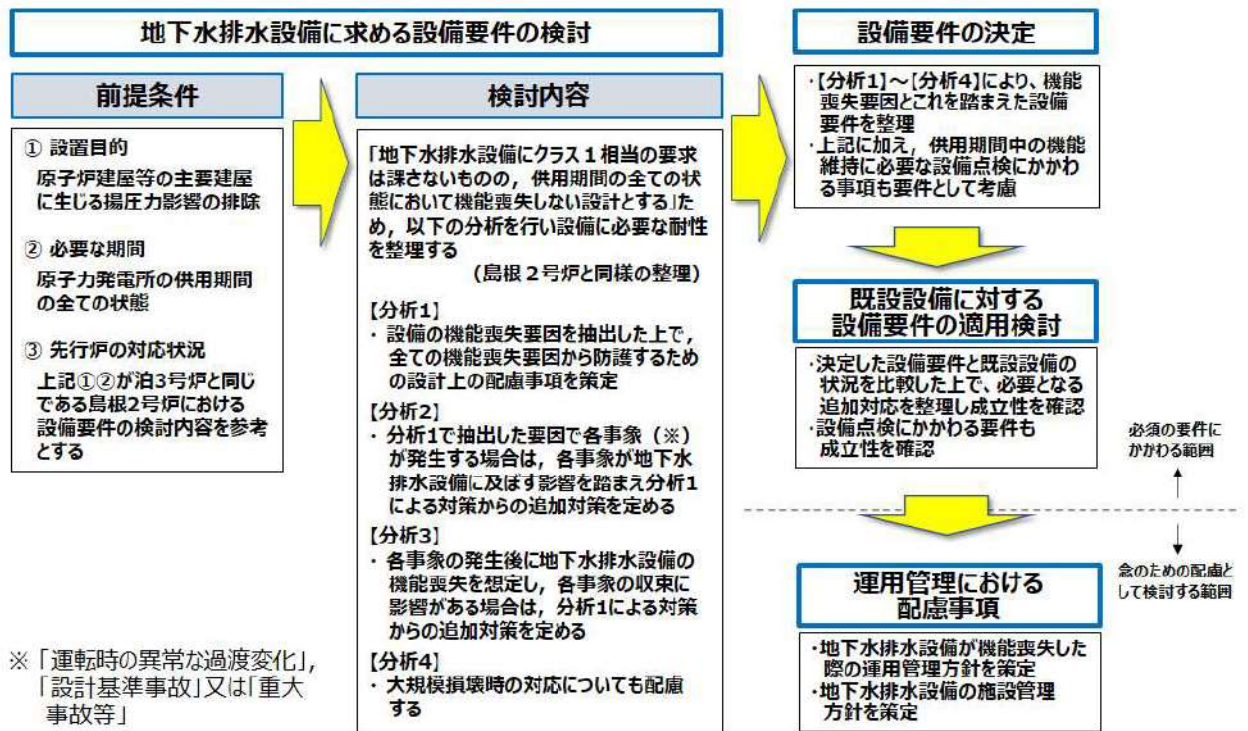 地下水排水設備に求める設備要件の検討
前提条件
① 設置目的
原子炉建屋等の主要建屋
に生じる揚圧力影響の排除
② 必要な期間
原子力発電所の供用期間
の全ての状態
③ 先行炉の対応状況
上記①②が泊3号炉と同じ
である島根2号炉における
設備要件の検討内容を参考
とする
※「運転時の異常な過渡変化」,
「設計基準事故」又は「重大
事故等」
検討内容
「地下水排水設備にクラス1相当の要求
は課さないものの,供用期間の全ての状
態において機能喪失しない設計とする」た
め,以下の分析を行い設備に必要な耐性
を整理する
(島根2号炉と同様の整理)
【分析1】
・ 設備の機能喪失要因を抽出した上で,
全ての機能喪失要因から防護するため
の設計上の配慮事項を策定
【分析2】
・ 分析1で抽出した要因で各事象(※)
が発生する場合は,各事象が地下水
排水設備に及ぼす影響を踏まえ分析1
による対策からの追加対策を定める
【分析3】
・ 各事象の発生後に地下水排水設備の
機能喪失を想定し,各事象の収束に
影響がある場合は,分析1による対策
からの追加対策を定める
【分析4】
・ 大規模損壊時の対応についても配慮
する
設備要件の決定
・【分析1】~【分析4】により、機能
喪失要因とこれを踏まえた設備
要件を整理
・上記に加え,供用期間中の機能
維持に必要な設備点検にかかわ
る事項も要件として考慮
既設設備に対する
設備要件の適用検討
・決定した設備要件と既設設備の
状況を比較した上で、必要となる
追加対応を整理し成立性を確認
・設備点検にかかわる要件も
成立性を確認
必須の要件に
かかわる範囲
念のための配慮と
して検討する範囲
運用管理における
配慮事項
・地下水排水設備が機能喪失した
際の運用管理方針を策定
・地下水排水設備の施設管理
方針を策定